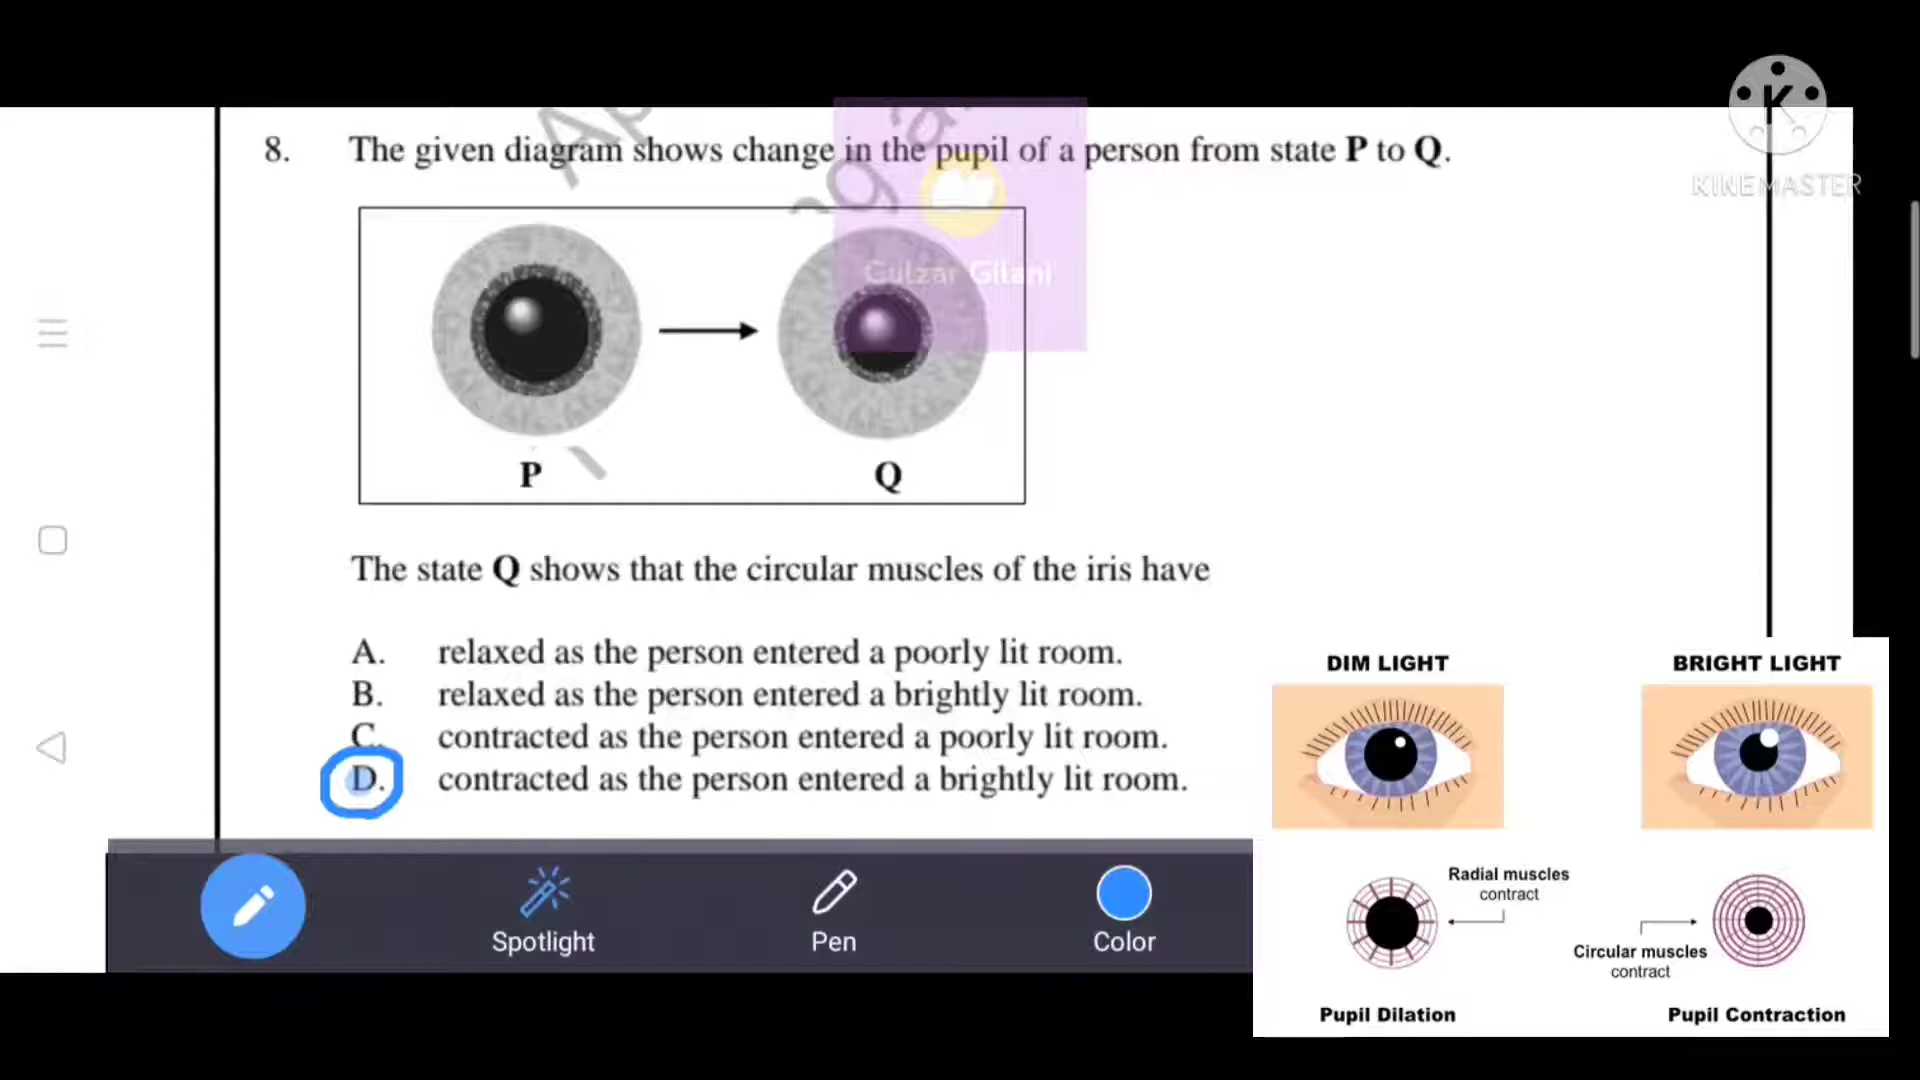 KINEMASTER
8. The given diagram shows change in the pupil of a person from state P to Q.
Gulzar Gilani
P
Q
The state Q shows that the circular muscles of the iris have
A. relaxed as the person entered a poorly lit room.
B. relaxed as the person entered a brightly lit room.
C. contracted as the person entered a poorly lit room.
D. contracted as the person entered a brightly lit room.
Spotlight
Pen
Color
DIM LIGHT
BRIGHT LIGHT
Radial muscles
contract
Circular muscles
contract
Pupil Dilation
Pupil Contraction